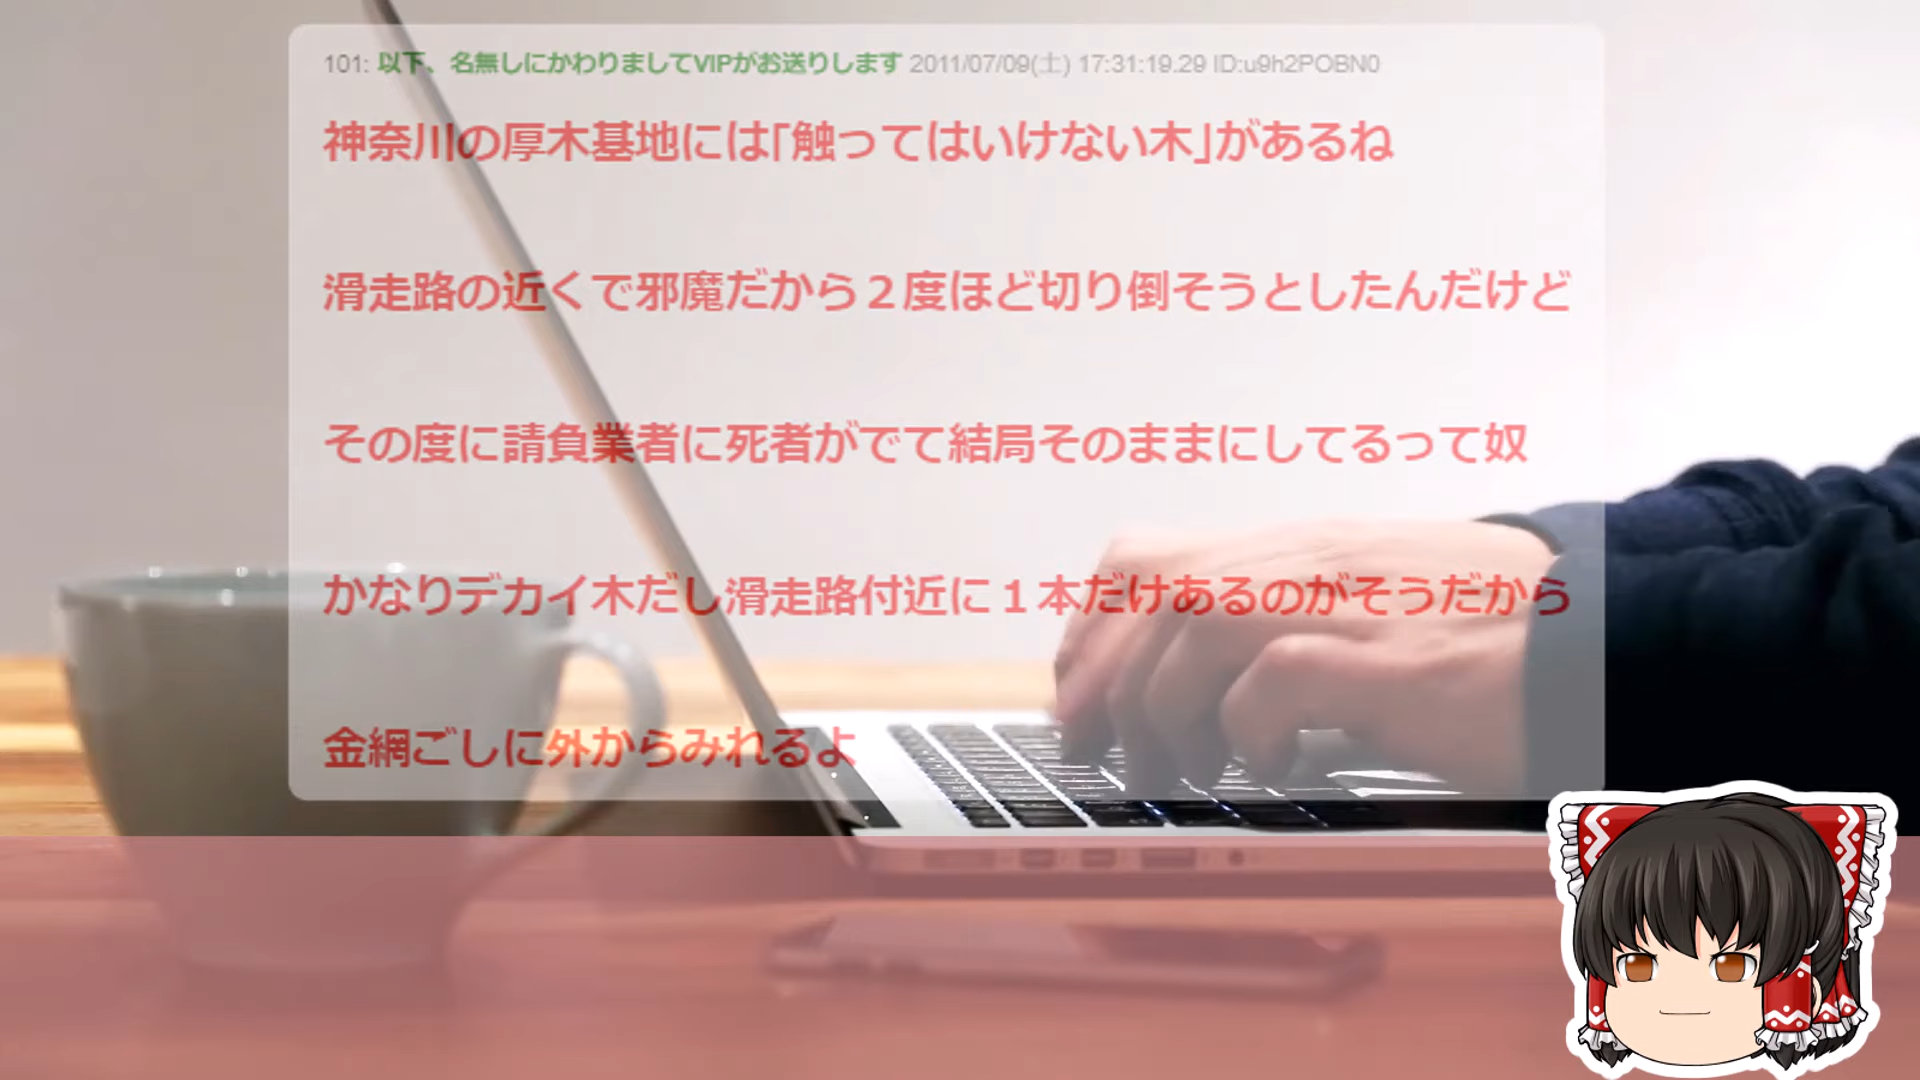 101: 以下、名無しにかわりましてVIPがお送りします 2011/07/09(土) 17:31:19.29 ID:u9h2POBN0
神奈川の厚木基地には｢触ってはいけない木｣があるね
滑走路の近くで邪魔だから２度ほど切り倒そうとしたんだけど
その度に請負業者に死者がでて結局そのままにしてるって奴
かなりデカイ木だし滑走路付近に１本だけあるのがそうだから
金網ごしに外からみれるよ